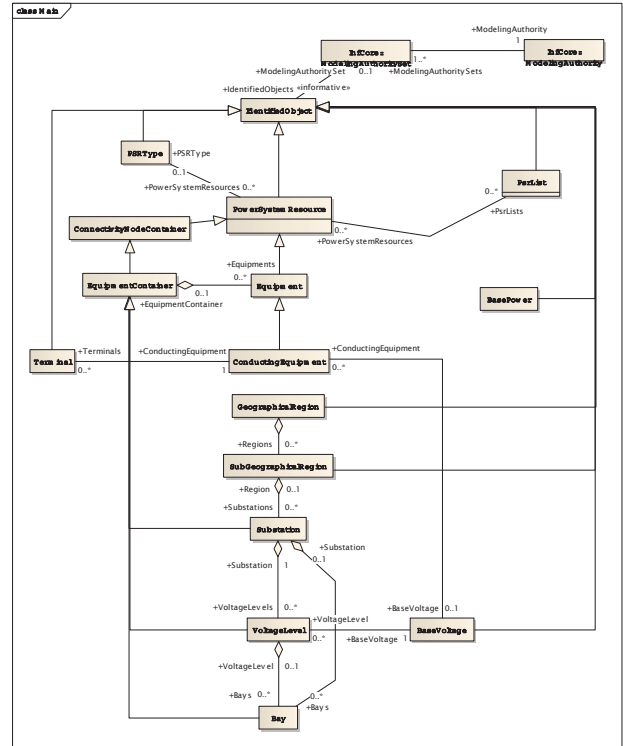 class Main
+ModelingAuthority
InfCore::
ModelingAuthoritySet
1
1..*
InfCore::
ModelingAuthority
+ModelingAuthoritySet
0..1
+ModelingAuthoritySets
+IdentifiedObjects
«informative»
IdentifiedObject
PSRType
+PSRType
0..1
PsrList
+PowerSystemResources
0..*
0..*
+PsrLists
PowerSystemResource
0..*
+PowerSystemResources
ConnectivityNodeContainer
+Equipments
0..*
EquipmentContainer
0..1
Equipment
+EquipmentContainer
BasePower
Terminal
+Terminals
0..*
+ConductingEquipment
1
ConductingEquipment
+ConductingEquipment
0..*
GeographicalRegion
+Regions
0..*
SubGeographicalRegion
+Region
0..1
+Substations
0..*
Substation
+Substation
1
+Substation
0..1
+VoltageLevels
0..*
+BaseVoltage
0..1
+VoltageLevel
VoltageLevel
0..*
+BaseVoltage
1
BaseVoltage
+VoltageLevel
0..1
+Bays
0..*
0..*
+Bays
Bay